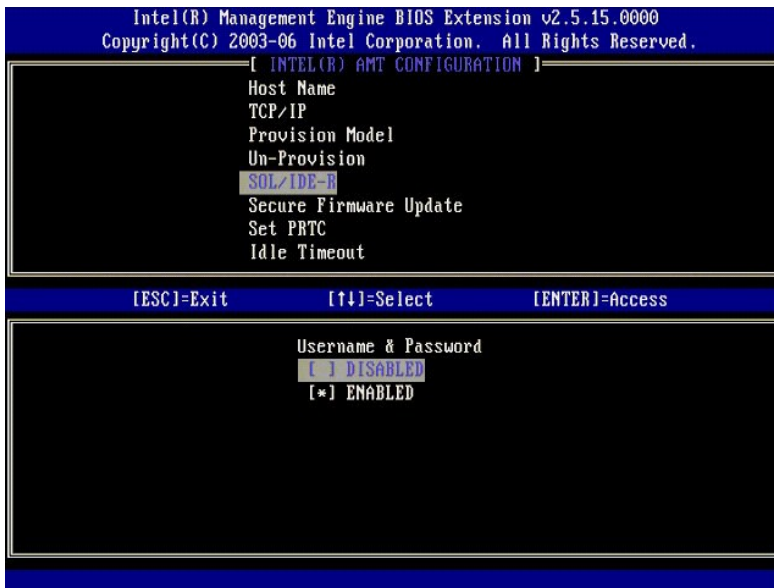 Intel(R) Management Engine BIOS Extension v2.5.15.0000
Copyright(C) 2003-06 Intel Corporation. All Rights Reserved.
[ INTEL(R) AMT CONFIGURATION ]
Host Name
TCP/IP
Provision Model
Un-Provision
SOL/IDE-R
Secure Firmware Update
Set PRTC
Idle Timeout
[ESC]=Exit [↑↓]=Select [ENTER]=Access
Username & Password
[ ] DISABLED
[*] ENABLED